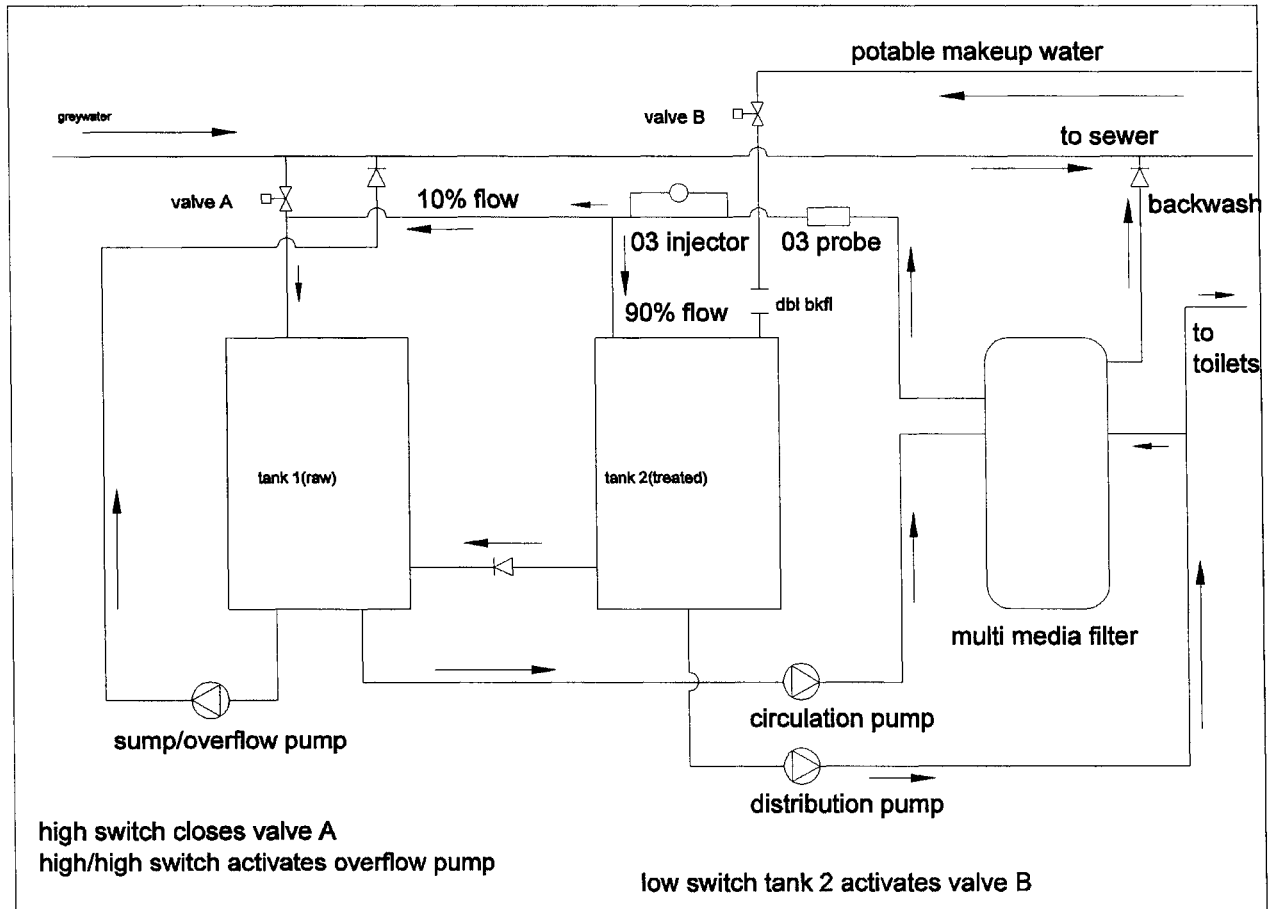 potable makeup water
greywater
valve B
to sewer
valve A
10% flow
backwash
03 injector
03 probe
90% flow
dbl bkfl
to
toilets
tank 1(raw)
tank 2(treated)
multi media filter
circulation pump
sump/overflow pump
distribution pump
high switch closes valve A
high/high switch activates overflow pump
low switch tank 2 activates valve B